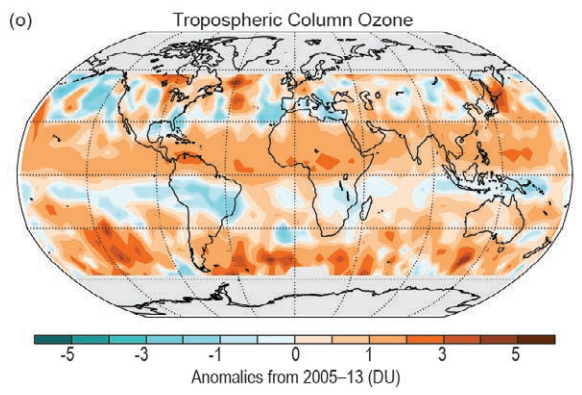 (o) Tropospheric Column Ozone
-5 -3 -1 0 1 3 5
Anomalies from 2005–13 (DU)